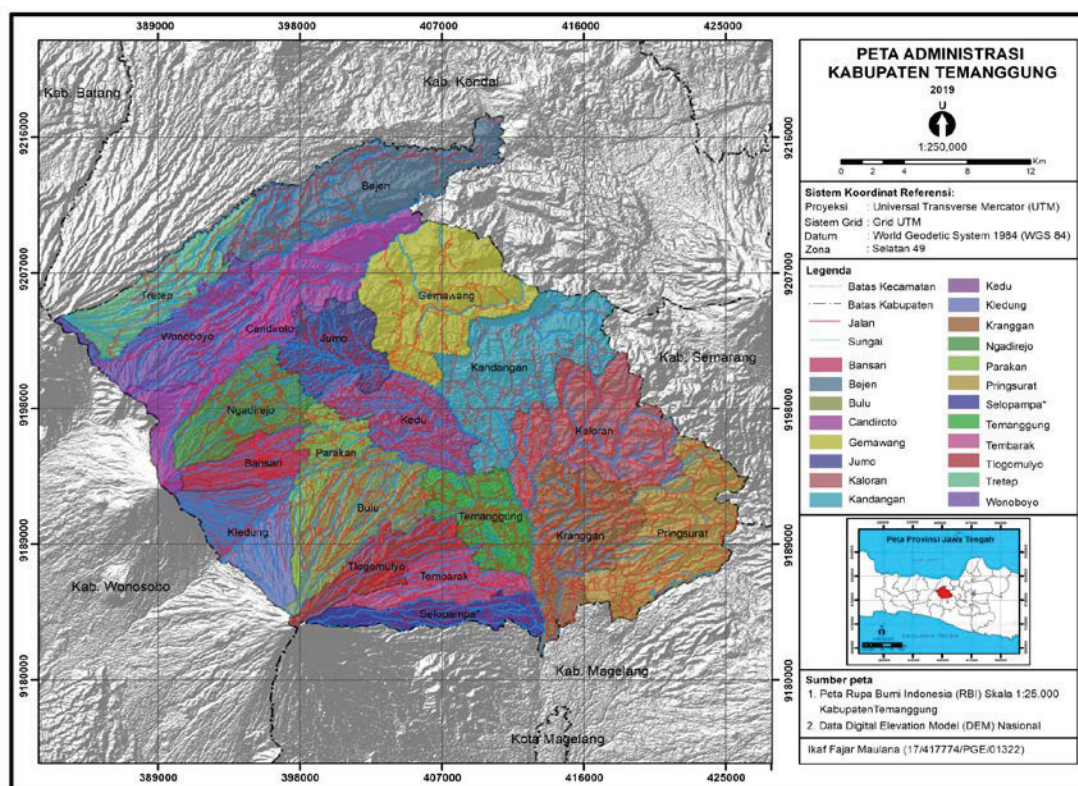 389000 398000 407000 416000 425000
9216000
9207000
9198000
9189000
9180000
Kab. Batang
Kab. Kendal
Bejen
Tretep
Wonoboyo
Candiroto
Gemawang
Jumo
Kandangan
Kab. Semarang
Ngadirejo
Kedu
Kaloran
Parakan
Bansari
Bulu
Temanggung
Kledung
Kranggan
Pringsurat
Tlogomulyo
Tembarak
Kab. Wonosobo
Selopampa*
Kab. Magelang
Kota Magelang
9216000
9207000
9198000
9189000
9180000
389000 398000 407000 416000 425000
PETA ADMINISTRASI
KABUPATEN TEMANGGUNG
2019
U
1:250,000
0 2 4 8 12 Km
Sistem Koordinat Referensi:
Proyeksi : Universal Transverse Mercator (UTM)
Sistem Grid : Grid UTM
Datum : World Geodetic System 1984 (WGS 84)
Zona : Selatan 49
Legenda
Batas Kecamatan
Batas Kabupaten
Jalan
Sungai
Bansari
Bejen
Bulu
Candiroto
Gemawang
Jumo
Kaloran
Kandangan
Kedu
Kledung
Kranggan
Ngadirejo
Parakan
Pringsurat
Selopampa*
Temanggung
Tembarak
Tlogomulyo
Tretep
Wonoboyo
Peta Provinsi Jawa Tengah
Sumber peta
1. Peta Rupa Bumi Indonesia (RBI) Skala 1:25.000
KabupatenTemanggung
2. Data Digital Elevation Model (DEM) Nasional
Ikaf Fajar Maulana (17/417774/PGE/01322)